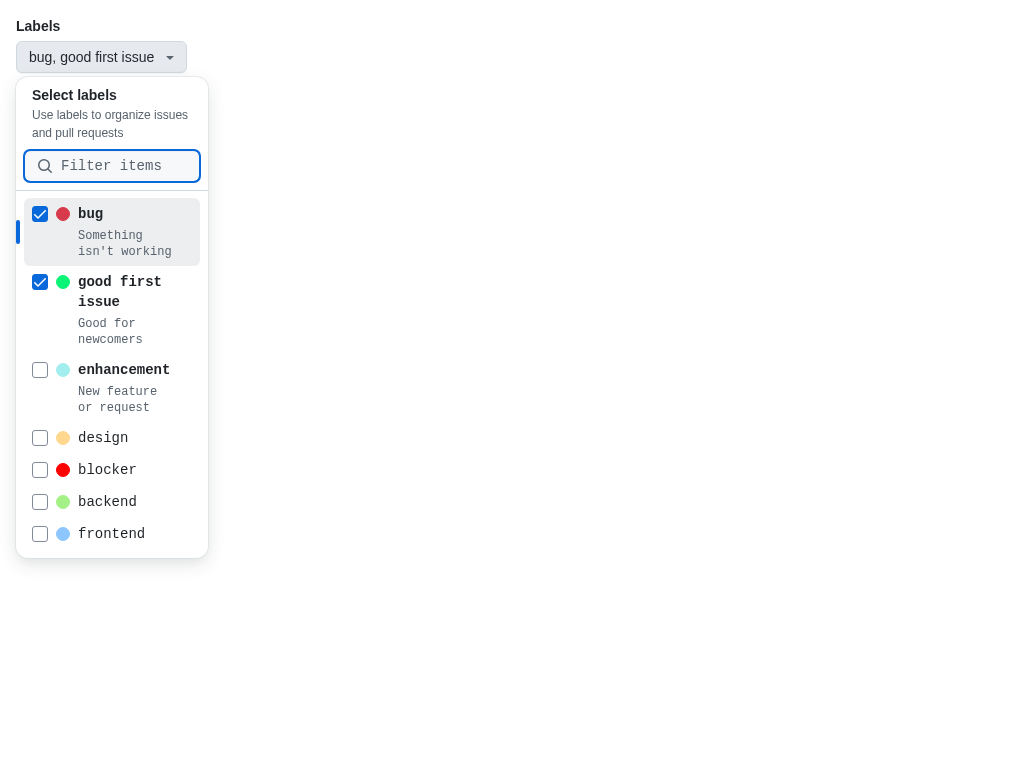 Labels
bug, good first issue
Select labels
Use labels to organize issues
and pull requests
Filter items
bug
Something
isn't working
good first
issue
Good for
newcomers
enhancement
New feature
or request
design
blocker
backend
frontend